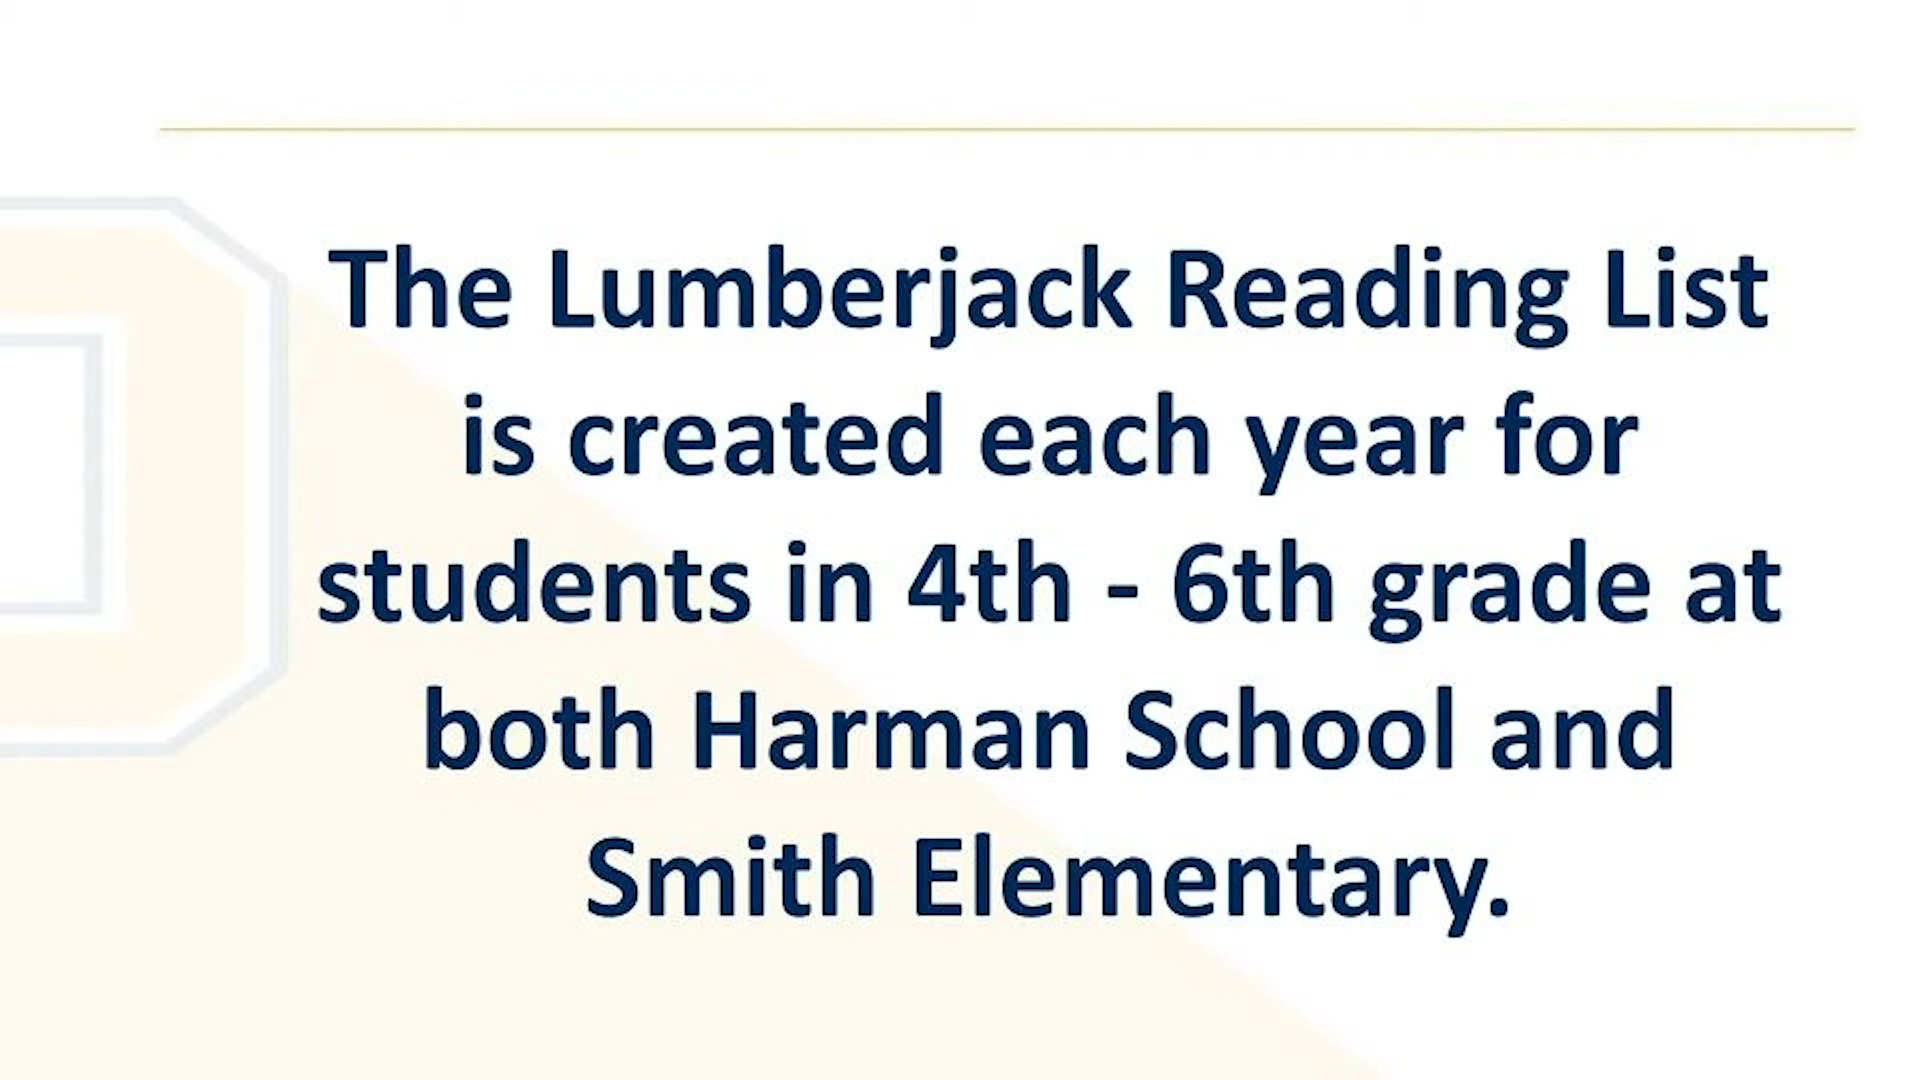 The Lumberjack Reading List
is created each year for
students in 4th - 6th grade at
both Harman School and
Smith Elementary.